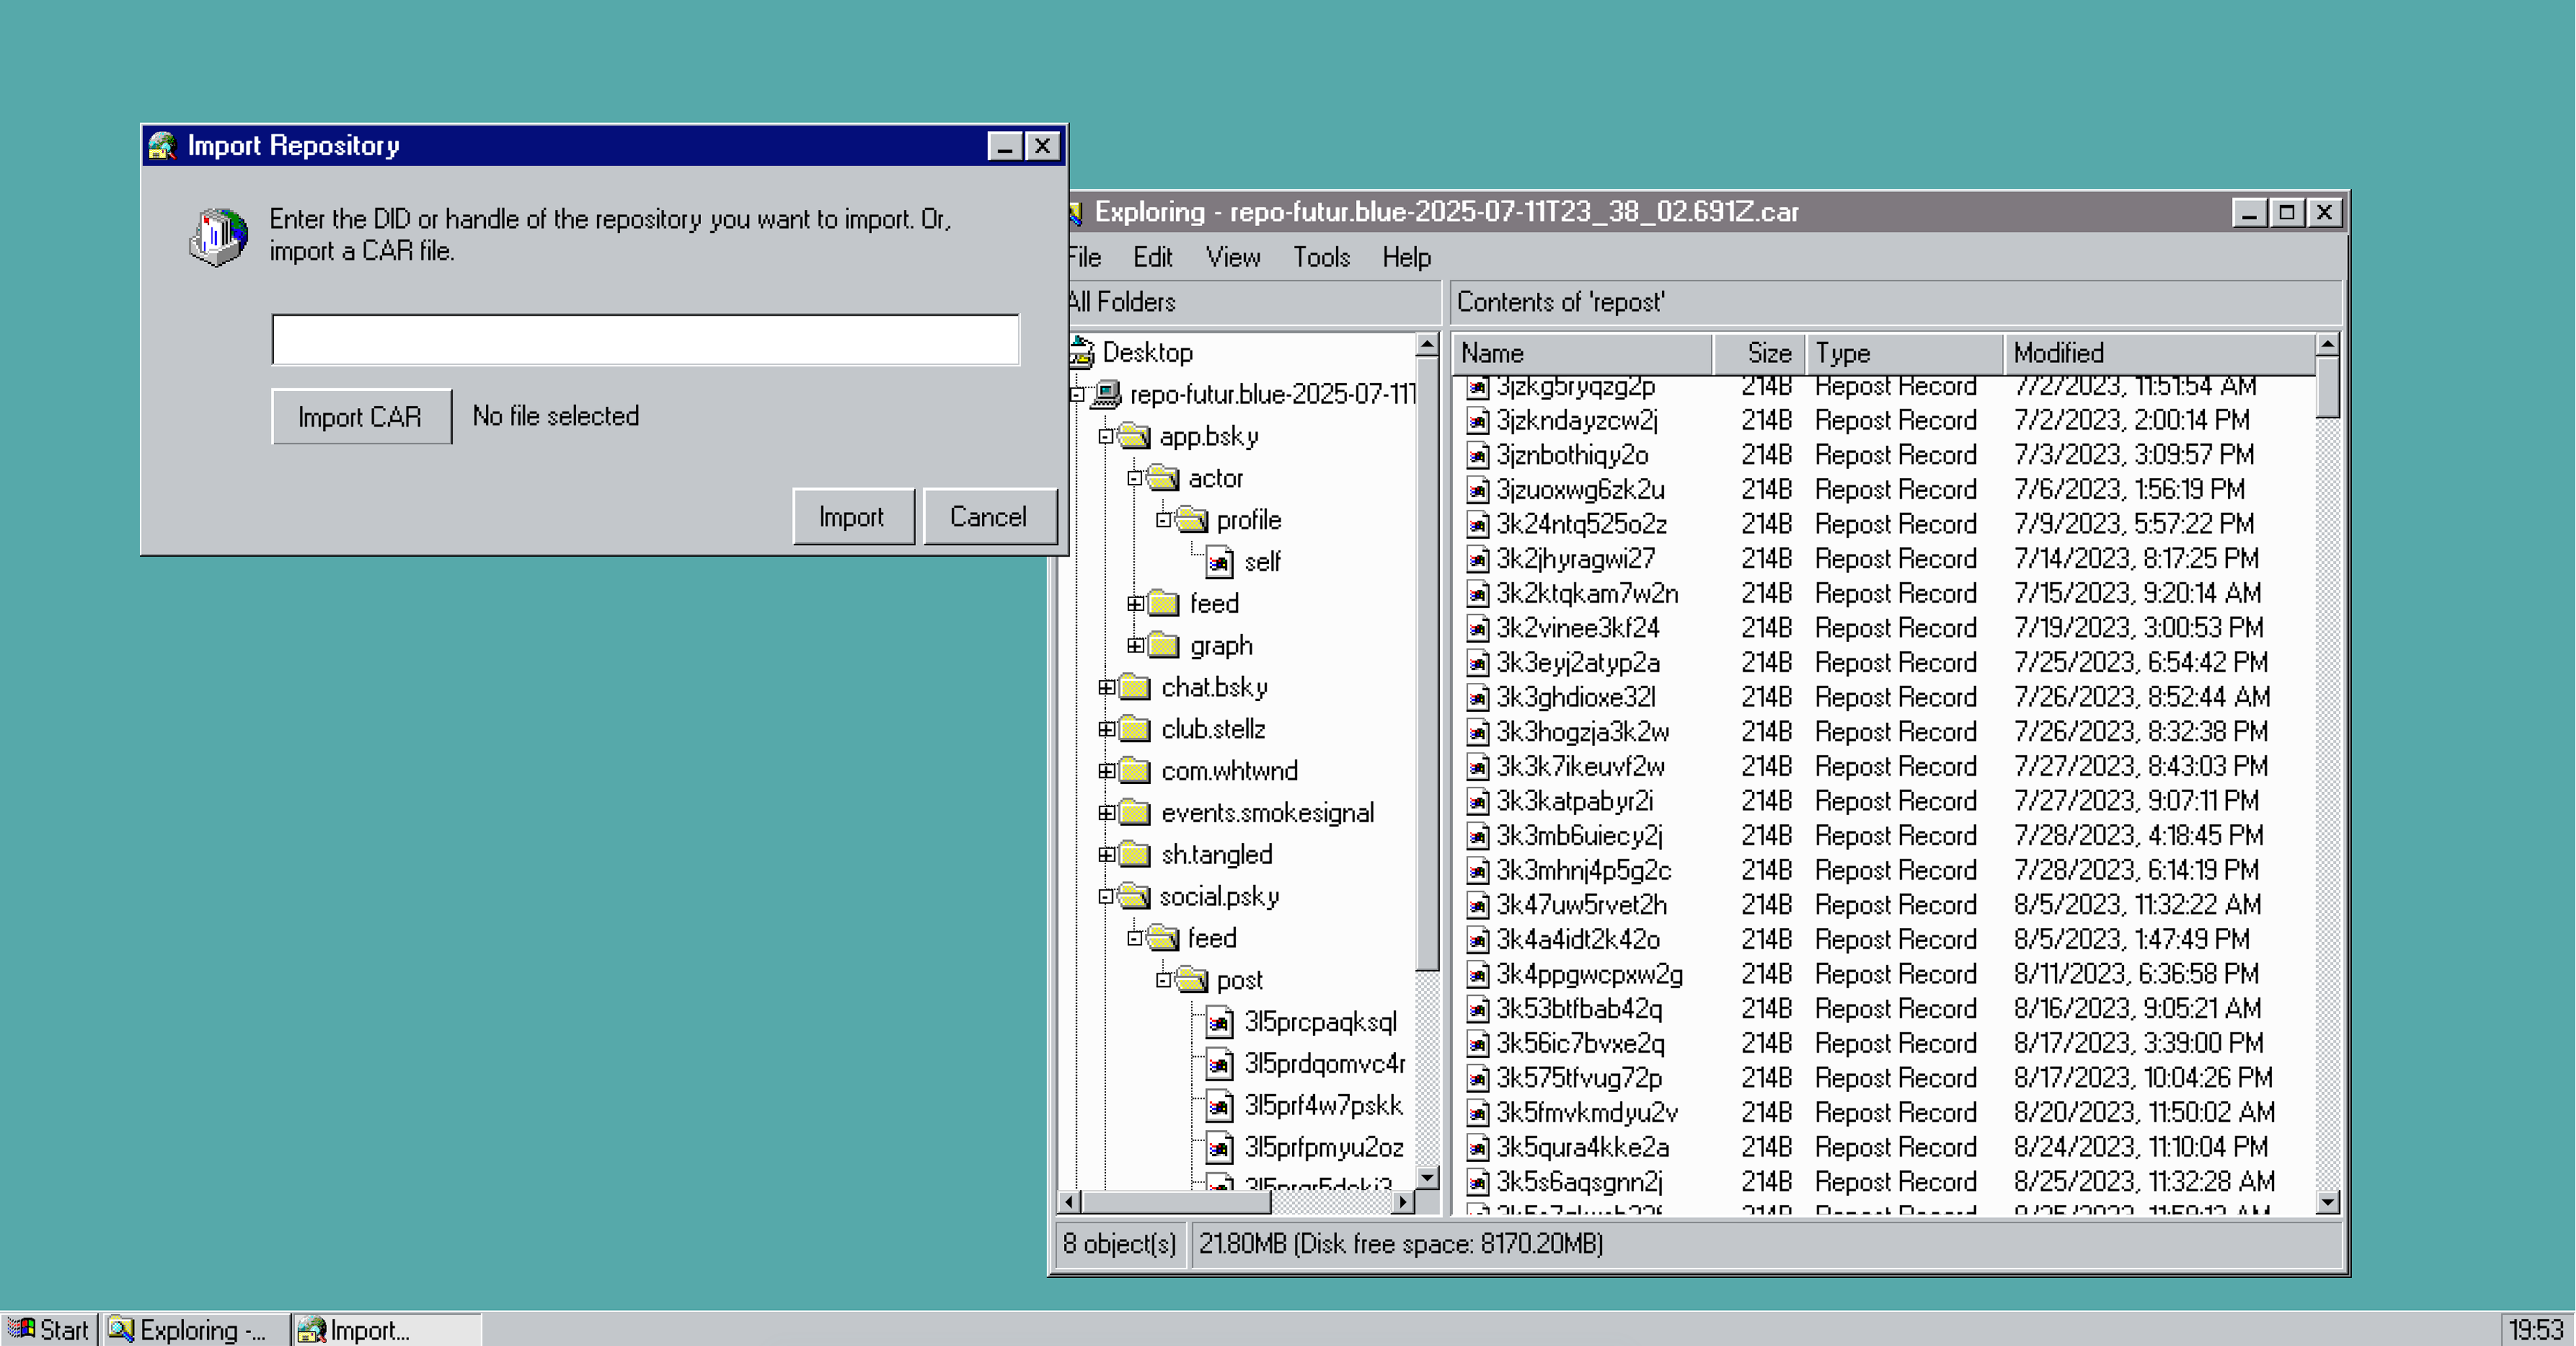 Import Repository
Enter the DID or handle of the repository you want to import. Or,
import a CAR file.
Import CAR No file selected
Import Cancel
Exploring - repo-futur.blue-2025-07-11T23_38_02.691Z.car
File Edit View Tools Help
All Folders
Desktop
repo-futur.blue-2025-07-11T
app.bsky
actor
profile
self
feed
graph
chat.bsky
club.stellz
com.whtwnd
events.smokesignal
sh.tangled
social.psky
feed
post
3l5prcpaqksql
3l5prdqomvc4r
3l5prf4w7pskk
3l5prfpmyu2oz
Contents of 'repost'
Name Size Type Modified
3jzkg5ryqzg2p 214B Repost Record 7/2/2023, 11:51:54 AM
3jzkndayzcw2j 214B Repost Record 7/2/2023, 2:00:14 PM
3jznbothiqy2o 214B Repost Record 7/3/2023, 3:09:57 PM
3jzuoxwg6zk2u 214B Repost Record 7/6/2023, 1:56:19 PM
3k24ntq525o2z 214B Repost Record 7/9/2023, 5:57:22 PM
3k2jhyragwi27 214B Repost Record 7/14/2023, 8:17:25 PM
3k2ktqkam7w2n 214B Repost Record 7/15/2023, 9:20:14 AM
3k2vinee3kf24 214B Repost Record 7/19/2023, 3:00:53 PM
3k3eyj2atyp2a 214B Repost Record 7/25/2023, 6:54:42 PM
3k3ghdioxe32l 214B Repost Record 7/26/2023, 8:52:44 AM
3k3hogzja3k2w 214B Repost Record 7/26/2023, 8:32:38 PM
3k3k7ikeuvf2w 214B Repost Record 7/27/2023, 8:43:03 PM
3k3katpabyr2i 214B Repost Record 7/27/2023, 9:07:11 PM
3k3mb6uiecy2j 214B Repost Record 7/28/2023, 4:18:45 PM
3k3mhnj4p5g2c 214B Repost Record 7/28/2023, 6:14:19 PM
3k47uw5rvet2h 214B Repost Record 8/5/2023, 11:32:22 AM
3k4a4idt2k42o 214B Repost Record 8/5/2023, 1:47:49 PM
3k4ppgwcpxw2g 214B Repost Record 8/11/2023, 6:36:58 PM
3k53btfbab42q 214B Repost Record 8/16/2023, 9:05:21 AM
3k56ic7bvxe2q 214B Repost Record 8/17/2023, 3:39:00 PM
3k575tfvug72p 214B Repost Record 8/17/2023, 10:04:26 PM
3k5fmvkmdyu2v 214B Repost Record 8/20/2023, 11:50:02 AM
3k5qura4kke2a 214B Repost Record 8/24/2023, 11:10:04 PM
3k5s6aqsgnn2j 214B Repost Record 8/25/2023, 11:32:28 AM
8 object(s) 21.80MB (Disk free space: 8170.20MB)
Start Exploring -... Import... 19:53